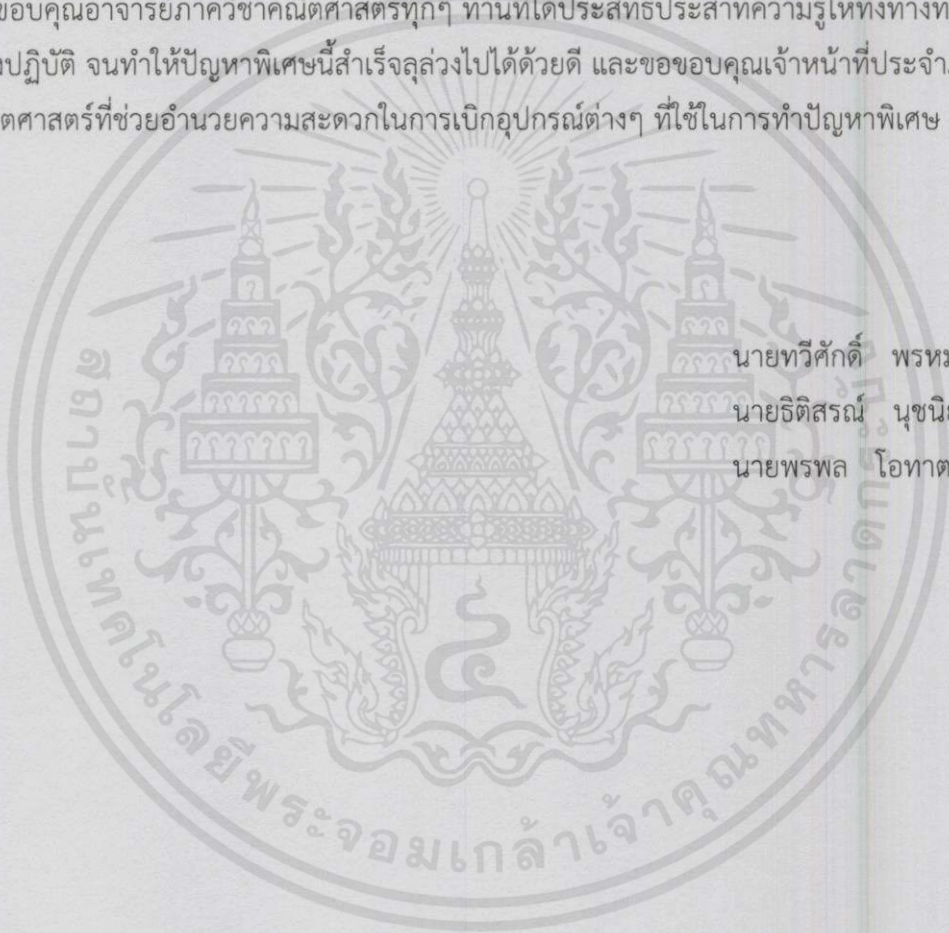 ขอบคุณอาจารย์ภาควิชาคณิตศาสตร์ทุกๆ ท่านที่ได้ประสิทธิ์ประสาทความรู้ให้ทั้งทางท
ปฏิบัติ จนทำให้ปัญหาพิเศษนี้สำเร็จลุล่วงไปได้ด้วยดี และขอขอบคุณเจ้าหน้าที่ประจำ
ตศาสตร์ที่ช่วยอำนวยความสะดวกในการเบิกอุปกรณ์ต่างๆ ที่ใช้ในการทำปัญหาพิเศษ
นายทวีศักดิ์ พรหม
นายธิติสรณ์ นุชนิ
นายพรพล โอทาต
สถาบันเทคโนโลยีพระจอมเกล้าเจ้าคุณทหารลาดกระบัง